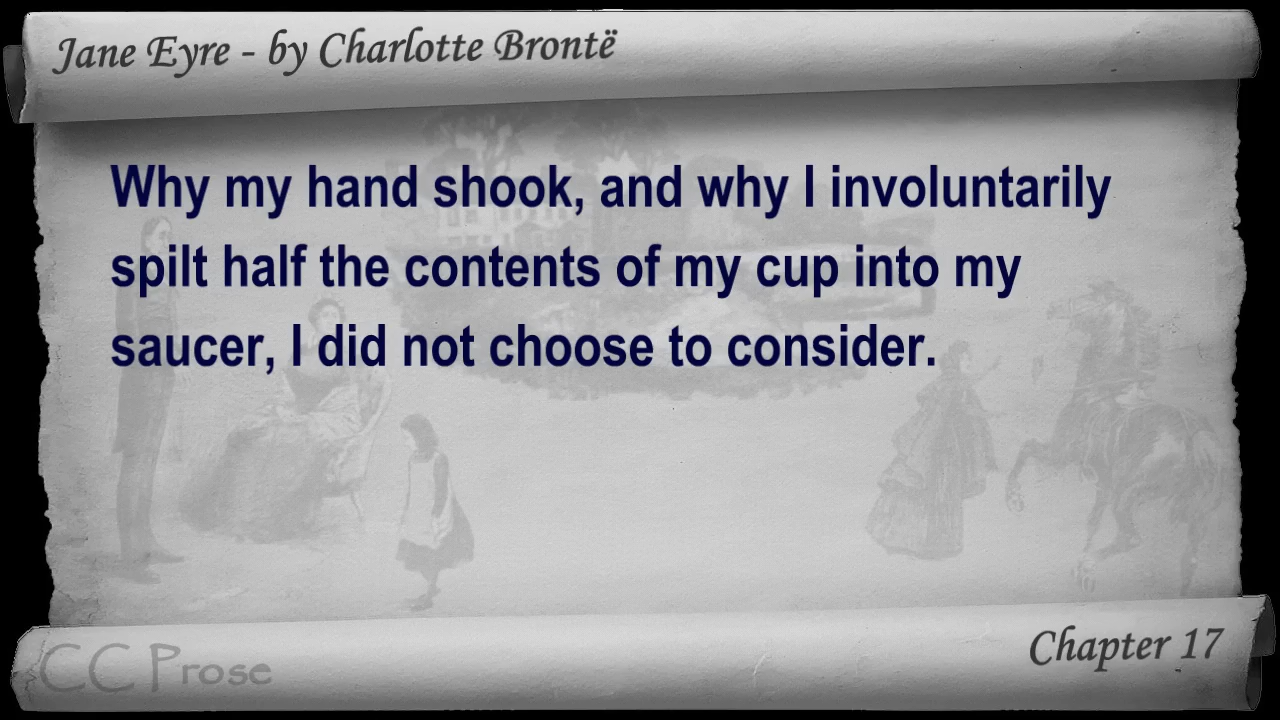 Jane Eyre - by Charlotte Brontë
Why my hand shook, and why I involuntarily
spilt half the contents of my cup into my
saucer, I did not choose to consider.
CC Prose
Chapter 17